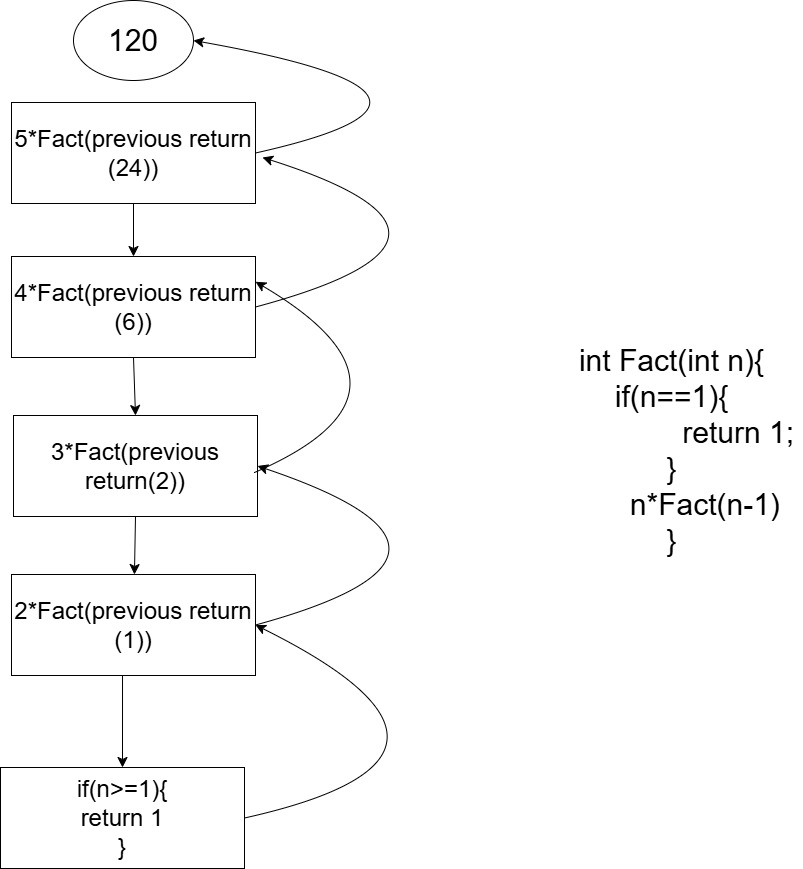 120
5*Fact(previous return
(24))
4*Fact(previous return
(6))
3*Fact(previous
return(2))
2*Fact(previous return
(1))
if(n>=1){
return 1
}
int Fact(int n){
if(n==1){
return 1;
}
n*Fact(n-1)
}